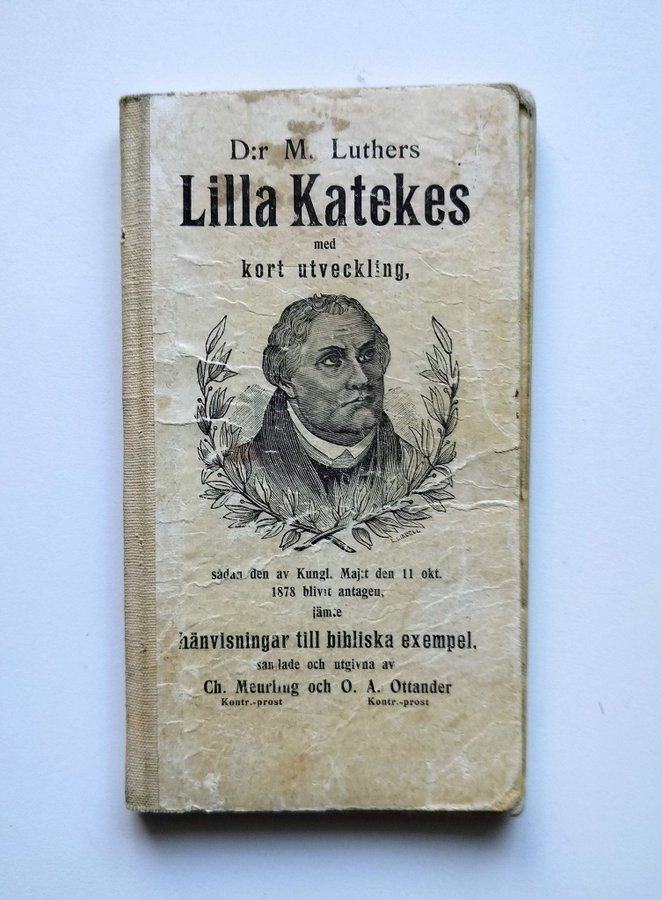 D:r M. Luthers
Lilla Katekes
med
kort utveckling,
sådan den av Kungl. Maj:t den 11 okt.
1878 blivit antagen,
jämte
hänvisningar till bibliska exempel,
samlade och utgivna av
Ch. Meurling och O. A. Ottander
Kontr.-prost Kontr.-prost